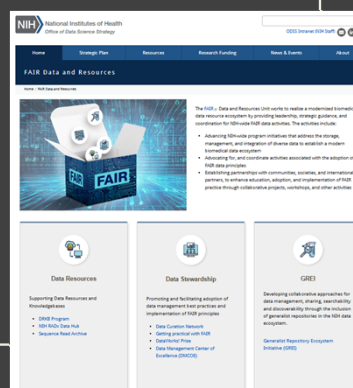 NIH National Institutes of Health
Office of Data Science Strategy
ODSS Intranet (NIH Staff)
Home Strategic Plan Resources Research Funding News & Events About
FAIR Data and Resources
Home / FAIR Data and Resources
FAIR FAIR
The FAIR+ Data and Resources Unit works to realize a modernized biomedical
data resource ecosystem by providing leadership, strategic guidance, and
coordination for NIH-wide FAIR data activities. The activities include:
Advancing NIH-wide program initiatives that address the storage,
management, and integration of diverse data to establish a modern
biomedical data ecosystem
Advocating for, and coordinate activities associated with the adoption of
FAIR data principles
Establishing partnerships with communities, societies, and international
partners, to enhance education, adoption, and implementation of FAIR
practice through collaborative projects, workshops, and other activities
Data Resources
Supporting Data Resources and
Knowledgebases
DRKB Program
NIH RADx Data Hub
Sequence Read Archive
Data Stewardship
Promoting and facilitating adoption of
data management best practices and
implementation of FAIR principles
Data Curation Network
Getting practical with FAIR
DataWorks! Prize
Data Management Center of
Excellence (DMCOE)
GREI
Developing collaborative approaches for
data management, sharing, searchability
and discoverability through the inclusion
of generalist repositories in the NIH data
ecosystem.
Generalist Repository Ecosystem
Initiative (GREI)